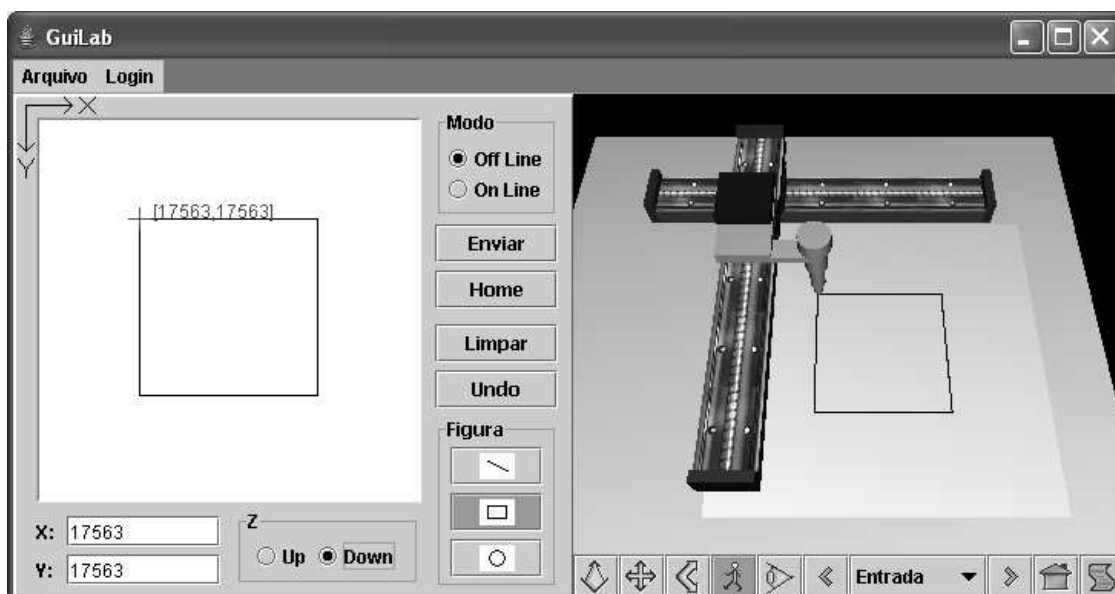 GuiLab
Arquivo Login
X
Y
[17563,17563]
Modo
Off Line
On Line
Enviar
Home
Limpar
Undo
Figura
X: 17563
Y: 17563
Z
Up Down
Entrada